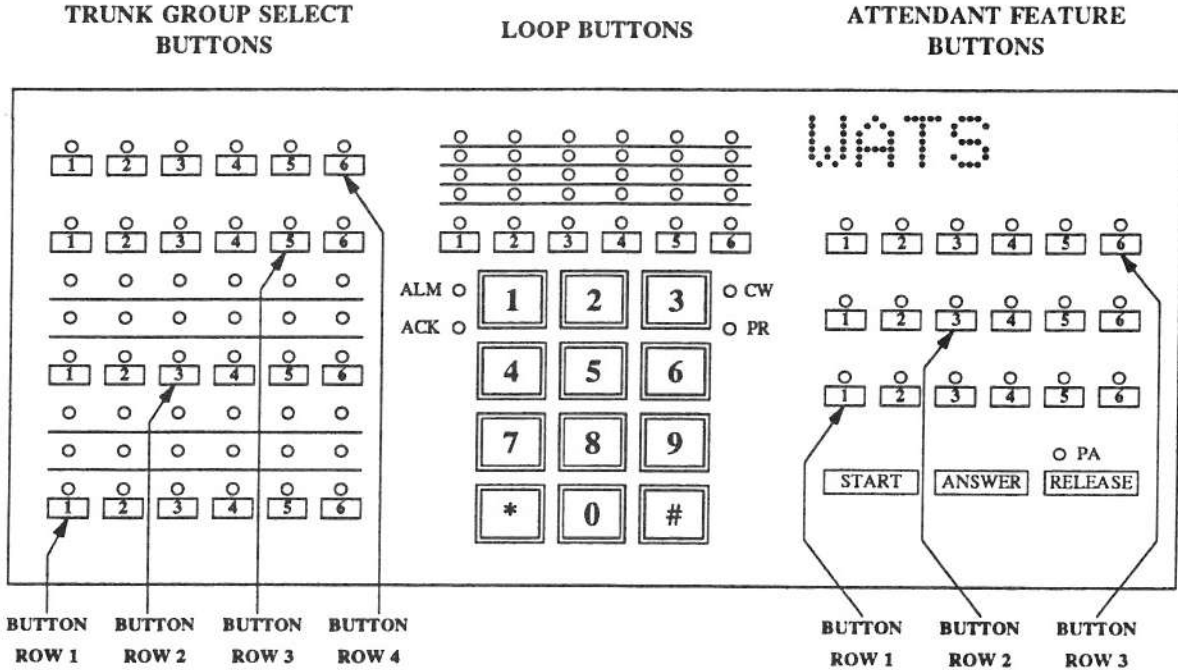 TRUNK GROUP SELECT
BUTTONS
LOOP BUTTONS
ATTENDANT FEATURE
BUTTONS
WATS
1 2 3 4 5 6
1 2 3 4 5 6
1 2 3 4 5 6
1 2 3 4 5 6
1 2 3 4 5 6
ALM
ACK
CW
PR
1 2 3
4 5 6
7 8 9
* 0 #
1 2 3 4 5 6
1 2 3 4 5 6
1 2 3 4 5 6
PA
START ANSWER RELEASE
BUTTON
ROW 1
BUTTON
ROW 2
BUTTON
ROW 3
BUTTON
ROW 4
BUTTON
ROW 1
BUTTON
ROW 2
BUTTON
ROW 3